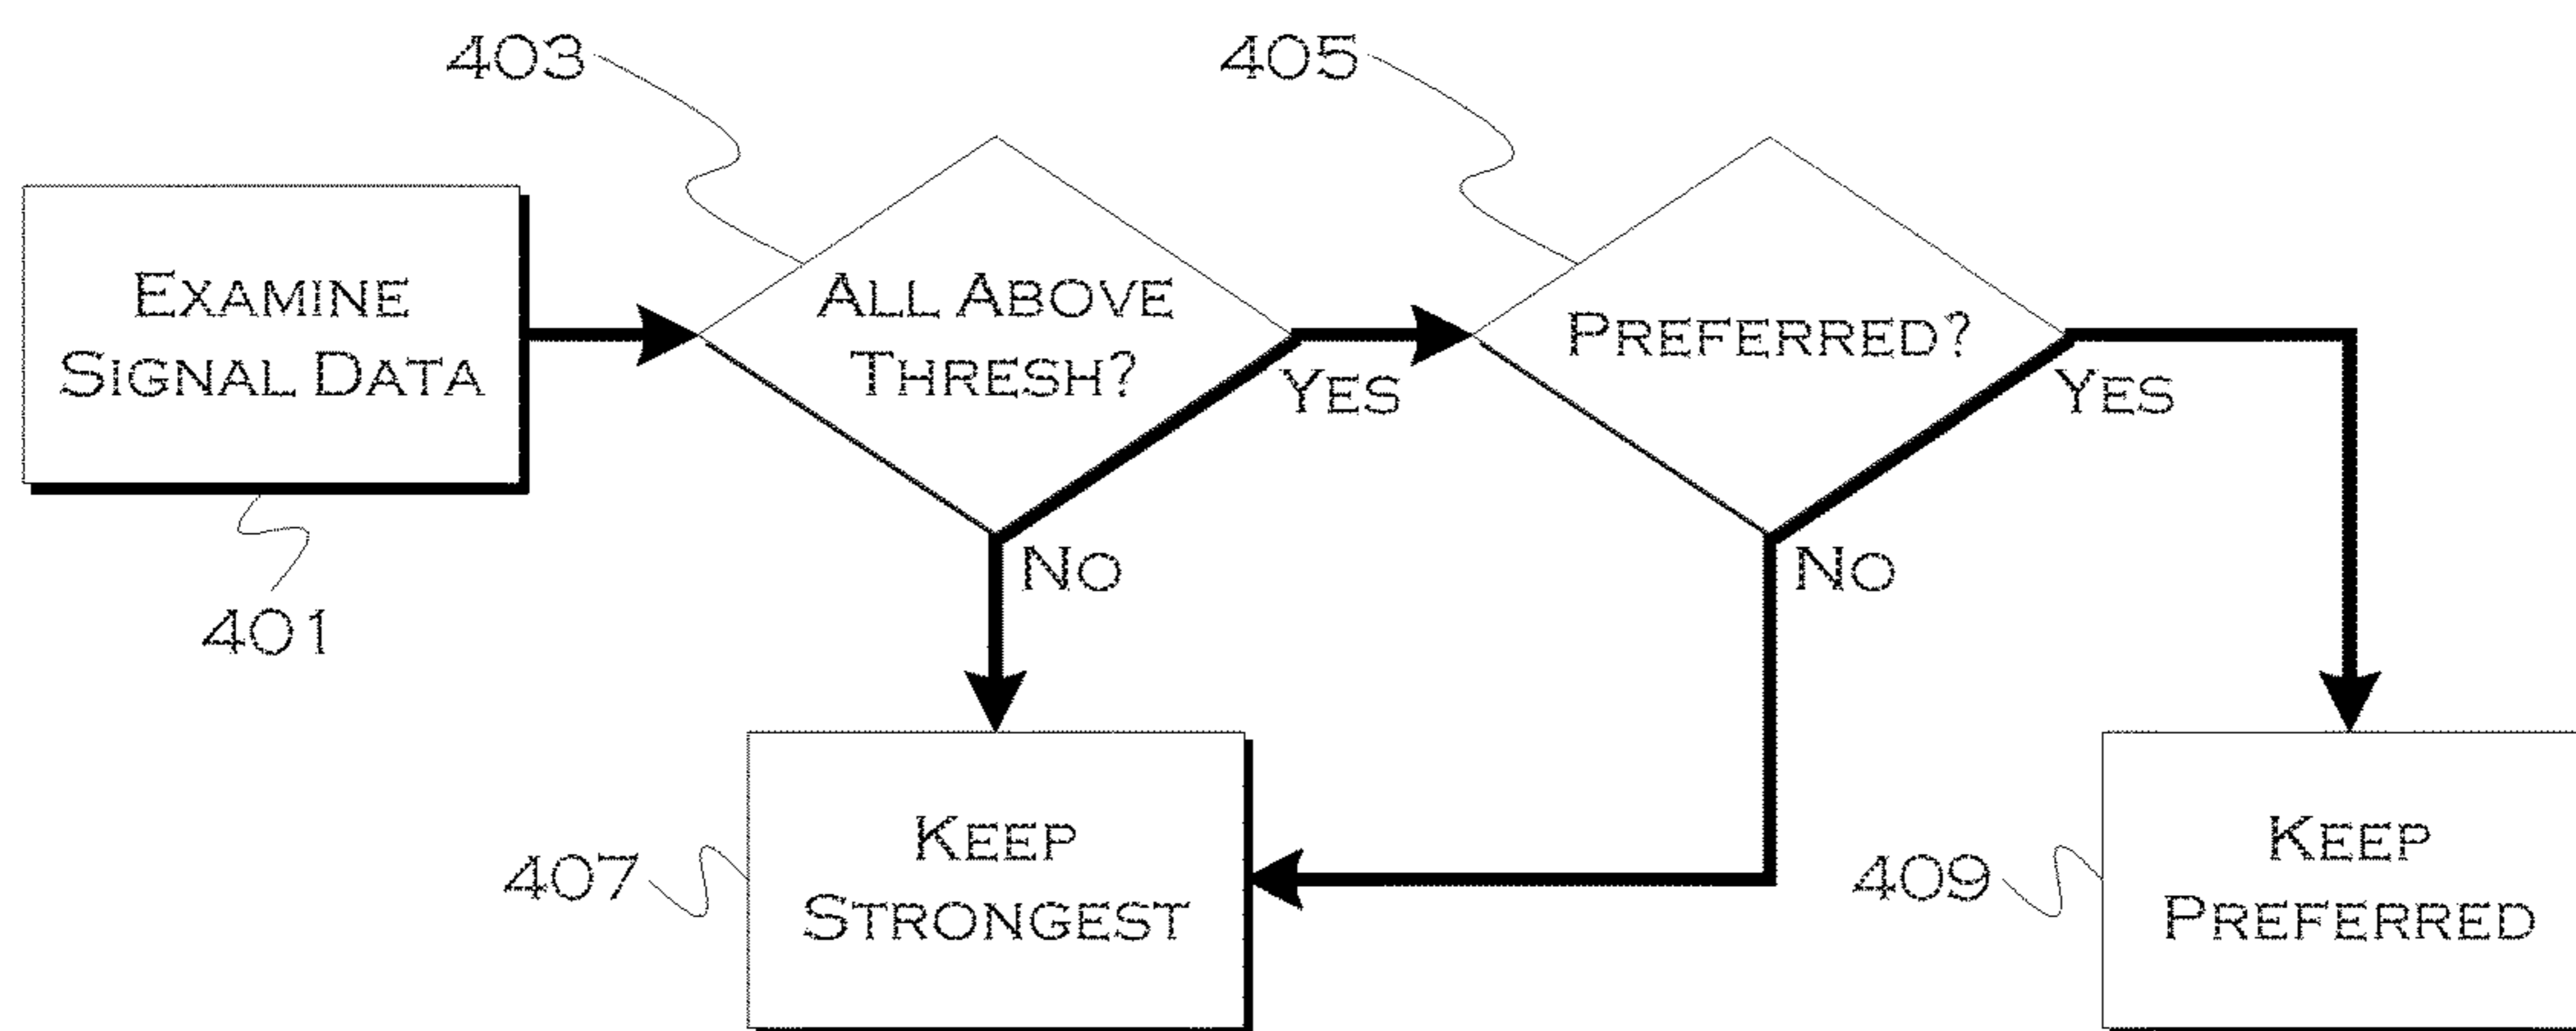 403
405
EXAMINE
SIGNAL DATA
ALL ABOVE
THRESH?
PREFERRED?
YES
YES
NO
NO
401
KEEP
STRONGEST
407
KEEP
PREFERRED
409